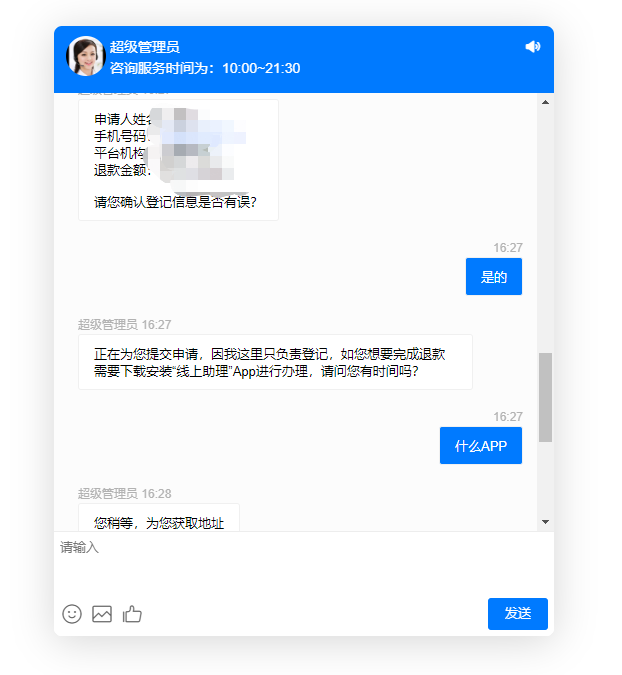 超级管理员
咨询服务时间为：10:00~21:30
申请人姓名
手机号码
平台机构
退款金额：
请您确认登记信息是否有误？
16:27
是的
超级管理员 16:27
正在为您提交申请，因我这里只负责登记，如您想要完成退款
需要下载安装“线上助理”App进行办理，请问您有时间吗？
16:27
什么APP
超级管理员 16:28
您稍等，为您获取地址
请输入
发送